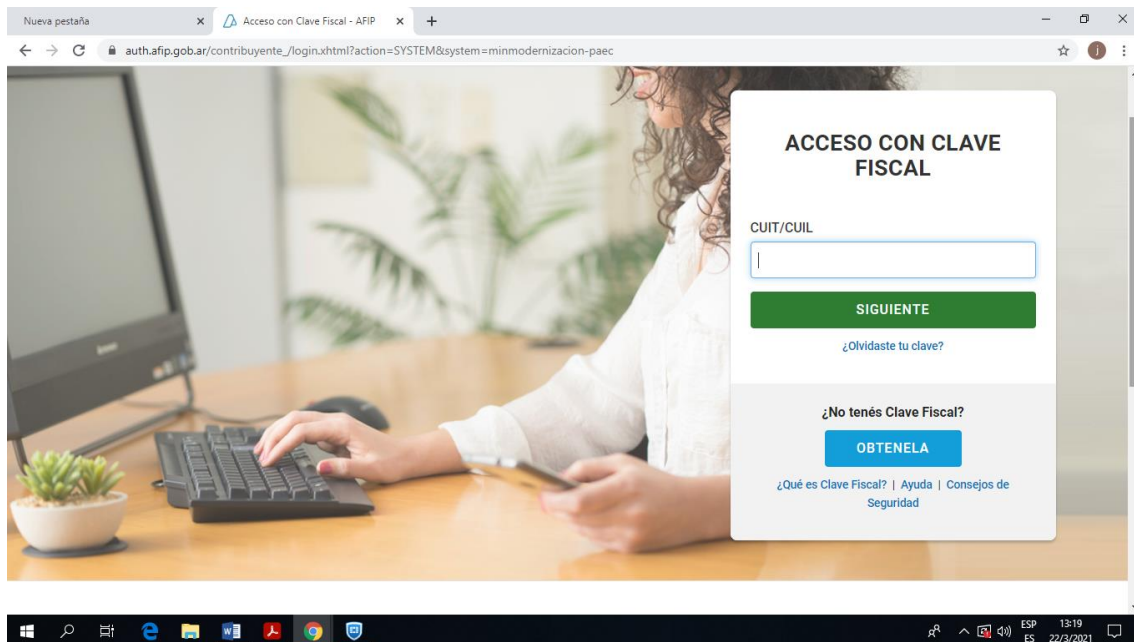 Nueva pestaña
Acceso con Clave Fiscal - AFIP
auth.afip.gob.ar/contribuyente_/login.xhtml?action=SYSTEM&system=minmodernizacion-paec
j
ACCESO CON CLAVE
FISCAL
CUIT/CUIL
SIGUIENTE
¿Olvidaste tu clave?
¿No tenés Clave Fiscal?
OBTENELA
¿Qué es Clave Fiscal? | Ayuda | Consejos de
Seguridad
ESP
ES
13:19
22/3/2021